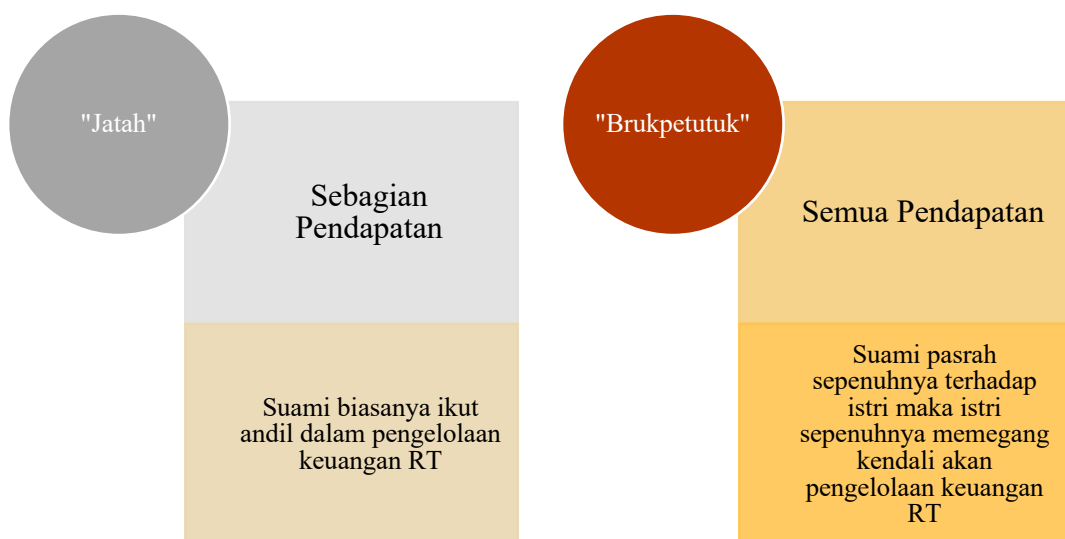 "Jatah"
Sebagian
Pendapatan
Suami biasanya ikut
andil dalam pengelolaan
keuangan RT
"Brukpetutuk"
Semua Pendapatan
Suami pasrah
sepenuhnya terhadap
istri maka istri
sepenuhnya memegang
kendali akan
pengelolaan keuangan
RT